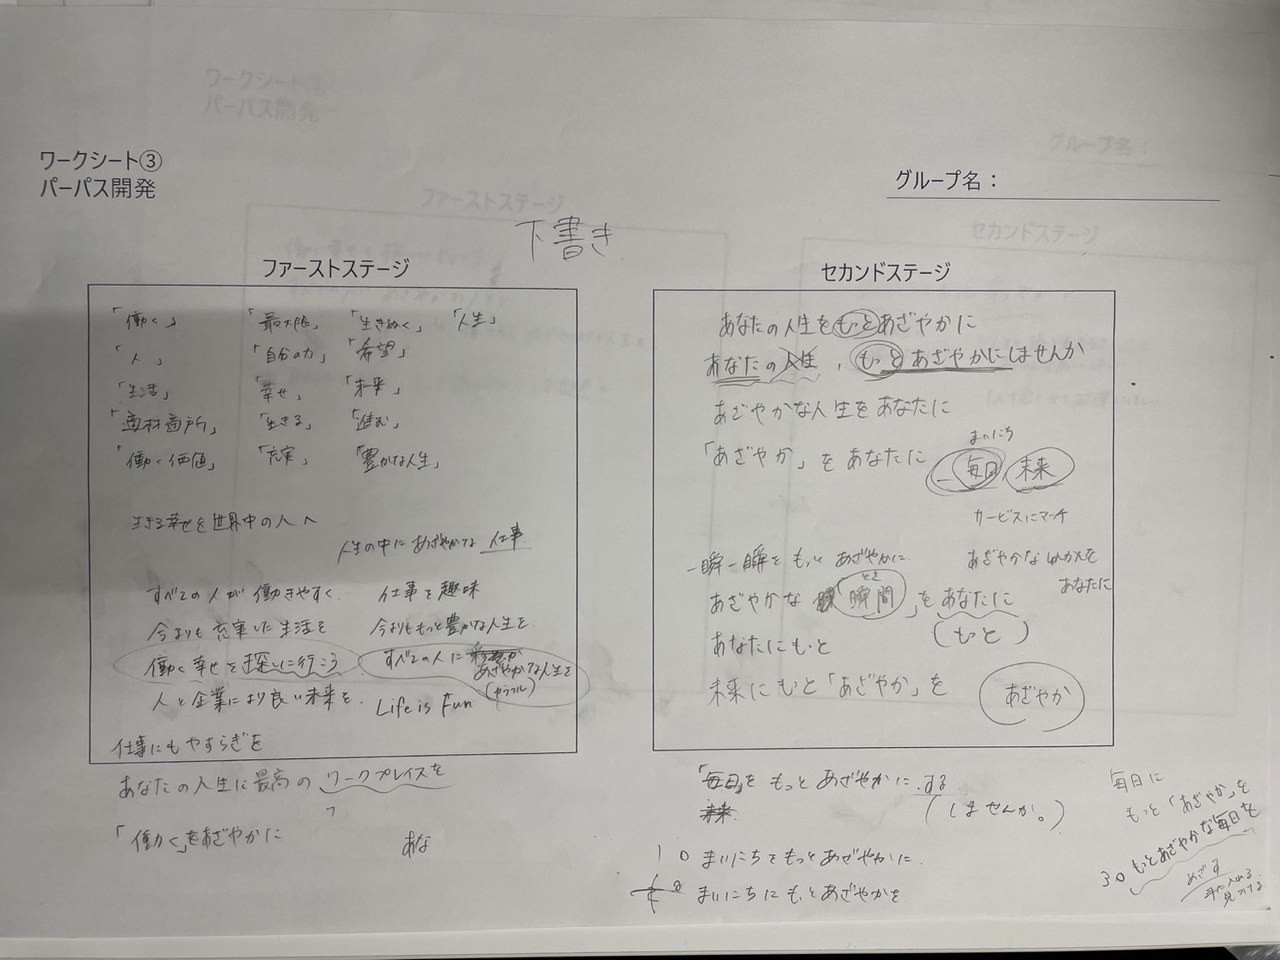 ワークシート③
パーパス開発
グループ名：
下書き
ファーストステージ
「働く」 「最大限」 「生きぬく」 「人生」
「人」 「自分の力」 「希望」
「生活」 「幸せ」 「未来」
「適材適所」 「生きる」 「進む」
「働く価値」 「充実」 「豊かな人生」
生きる幸せを世界中の人へ
人生の中にあざやかな仕事
すべての人が働きやすく、 仕事を趣味
今よりも充実した生活を 今よりももっと豊かな人生を
働く幸せを探しに行こう すべての人に
あざやかな人生を
(カラフル)
人と企業により良い未来を、 Life is Fun
仕事にもやすらぎを
あなたの人生に最高のワークプレイスを
「働く」をあざやかに あな
セカンドステージ
あなたの人生をもっとあざやかに
あなたの人生、もっとあざやかにしませんか
あざやかな人生をあなたに
まいにち
「あざやか」をあなたに 毎日 未来
サービスにマッチ
一瞬一瞬をもっとあざやかに あざやかな を
あなたに
とき
あざやかな「瞬間」をあなたに
(もっと)
あなたにもっと
未来にもっと「あざやか」を あざやか
「毎日」をもっとあざやかに.する
未来 (しませんか。)
10 まいにちをもっとあざやかに.
まいにちにもっとあざやかを
毎日に
もっと「あざやか」を
30 もっとあざやかな毎日を
めざす
手に入れる
見つける